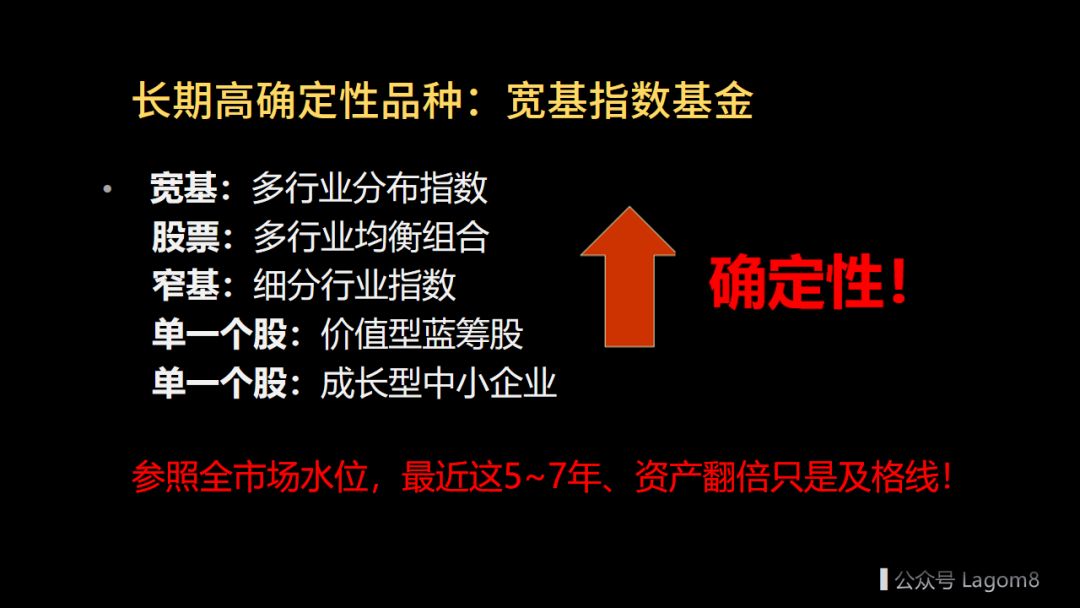 长期高确定性品种：宽基指数基金
• 宽基：多行业分布指数
股票：多行业均衡组合
窄基：细分行业指数
单一个股：价值型蓝筹股
单一个股：成长型中小企业
确定性！
参照全市场水位，最近这5~7年、资产翻倍只是及格线！
公众号 Lagom8